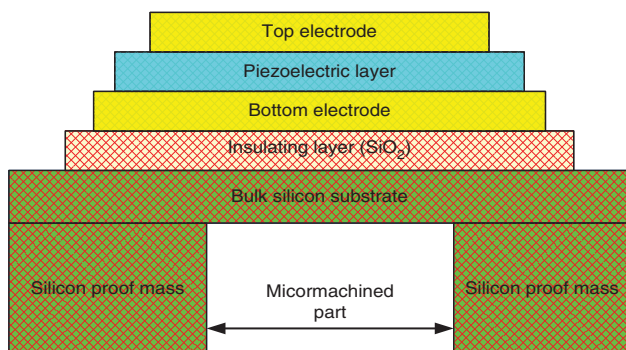 Top electrode
Piezoelectric layer
Bottom electrode
Insulating layer (SiO2)
Bulk silicon substrate
Silicon proof mass
Micormachined
part
Silicon proof mass